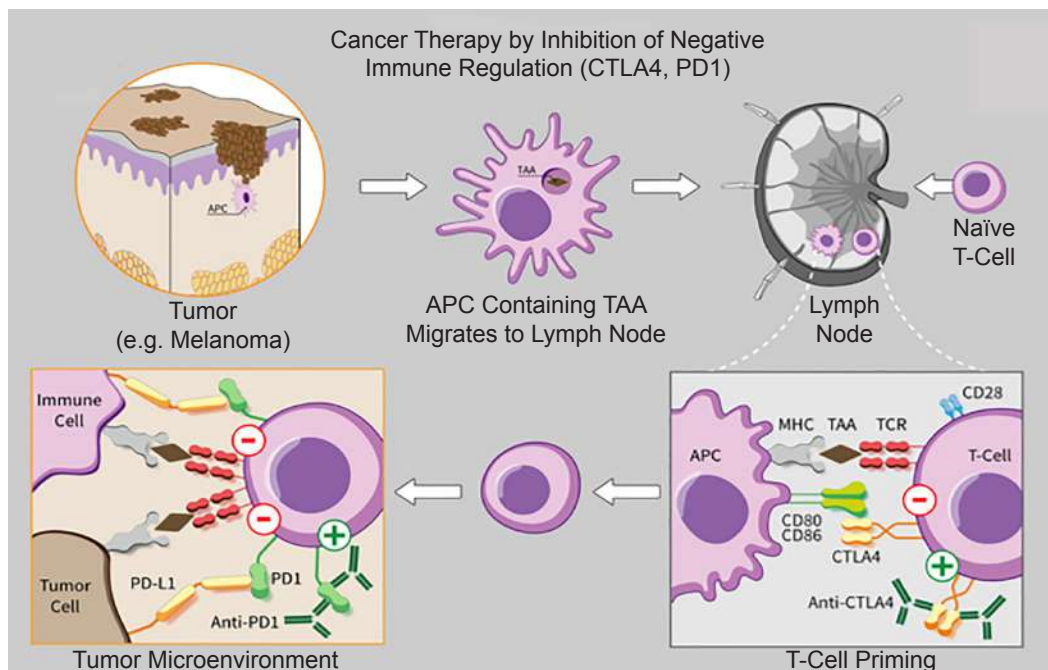 Cancer Therapy by Inhibition of Negative
Immune Regulation (CTLA4, PD1)
APC
TAA
Tumor
(e.g. Melanoma)
APC Containing TAA
Migrates to Lymph Node
Lymph
Node
Naïve
T-Cell
Immune
Cell
Tumor
Cell
PD-L1
PD1
Anti-PD1
Tumor Microenvironment
CD28
MHC TAA TCR
APC
T-Cell
CD80
CD86
CTLA4
Anti-CTLA4
T-Cell Priming